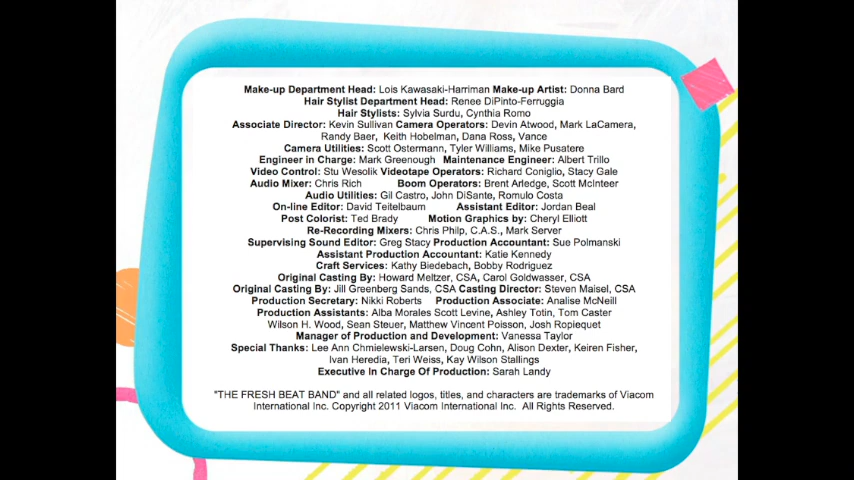 Make-up Department Head: Lois Kawasaki-Harriman Make-up Artist: Donna Bard
Hair Stylist Department Head: Renee DiPinto-Ferruggia
Hair Stylists: Sylvia Surdu, Cynthia Romo
Associate Director: Kevin Sullivan Camera Operators: Devin Atwood, Mark LaCamera,
Randy Baer, Keith Hobelman, Dana Ross, Vance
Camera Utilities: Scott Ostermann, Tyler Williams, Mike Pusatere
Engineer in Charge: Mark Greenough Maintenance Engineer: Albert Trillo
Video Control: Stu Wesolik Videotape Operators: Richard Coniglio, Stacy Gale
Audio Mixer: Chris Rich Boom Operators: Brent Arledge, Scott McInteer
Audio Utilities: Gil Castro, John DiSante, Romulo Costa
On-line Editor: David Teitelbaum Assistant Editor: Jordan Beal
Post Colorist: Ted Brady Motion Graphics by: Cheryl Elliott
Re-Recording Mixers: Chris Philp, C.A.S., Mark Server
Supervising Sound Editor: Greg Stacy Production Accountant: Sue Polmanski
Assistant Production Accountant: Katie Kennedy
Craft Services: Kathy Biedebach, Bobby Rodriguez
Original Casting By: Howard Meltzer, CSA, Carol Goldwasser, CSA
Original Casting By: Jill Greenberg Sands, CSA Casting Director: Steven Maisel, CSA
Production Secretary: Nikki Roberts Production Associate: Analise McNeill
Production Assistants: Alba Morales Scott Levine, Ashley Totin, Tom Caster
Wilson H. Wood, Sean Steuer, Matthew Vincent Poisson, Josh Ropiequet
Manager of Production and Development: Vanessa Taylor
Special Thanks: Lee Ann Chmielewski-Larsen, Doug Cohn, Alison Dexter, Keiren Fisher,
Ivan Heredia, Teri Weiss, Kay Wilson Stallings
Executive In Charge Of Production: Sarah Landy
"THE FRESH BEAT BAND" and all related logos, titles, and characters are trademarks of Viacom
International Inc. Copyright 2011 Viacom International Inc. All Rights Reserved.